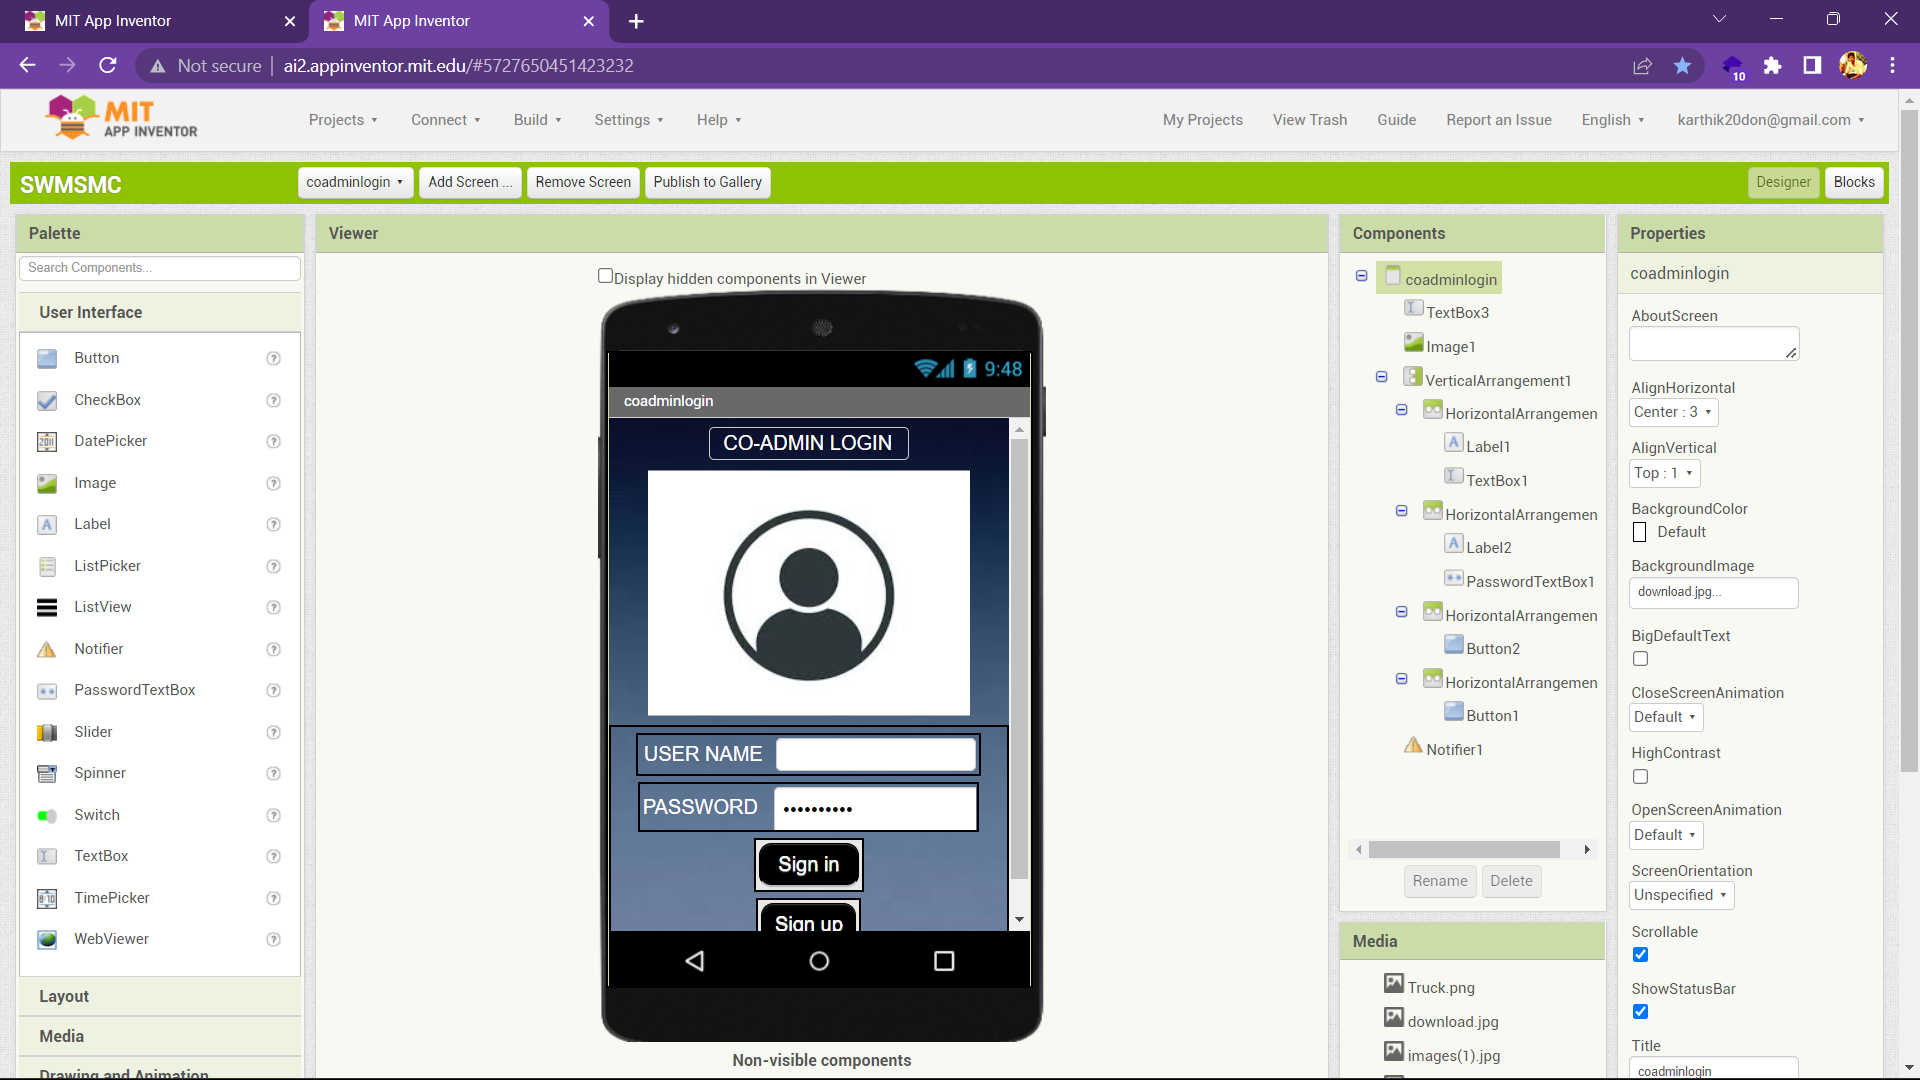 MIT App Inventor
MIT App Inventor
Not secure
ai2.appinventor.mit.edu/#5727650451423232
10
MIT
APP INVENTOR
Projects
Connect
Build
Settings
Help
My Projects
View Trash
Guide
Report an Issue
English
karthik20don@gmail.com
SWMSMC
coadminlogin
Add Screen ...
Remove Screen
Publish to Gallery
Designer
Blocks
Palette
Search Components...
User Interface
Button
CheckBox
DatePicker
Image
Label
ListPicker
ListView
Notifier
PasswordTextBox
Slider
Spinner
Switch
TextBox
TimePicker
WebViewer
Layout
Media
Drawing and Animation
Viewer
Display hidden components in Viewer
9:48
coadminlogin
CO-ADMIN LOGIN
USER NAME
PASSWORD
Sign in
Sign up
Non-visible components
Components
coadminlogin
TextBox3
Image1
VerticalArrangement1
HorizontalArrangemen
Label1
TextBox1
HorizontalArrangemen
Label2
PasswordTextBox1
HorizontalArrangemen
Button2
HorizontalArrangemen
Button1
Notifier1
Rename
Delete
Media
Truck.png
download.jpg
images(1).jpg
Properties
coadminlogin
AboutScreen
AlignHorizontal
Center : 3
AlignVertical
Top : 1
BackgroundColor
Default
BackgroundImage
download.jpg...
BigDefaultText
CloseScreenAnimation
Default
HighContrast
OpenScreenAnimation
Default
ScreenOrientation
Unspecified
Scrollable
ShowStatusBar
Title
coadminlogin